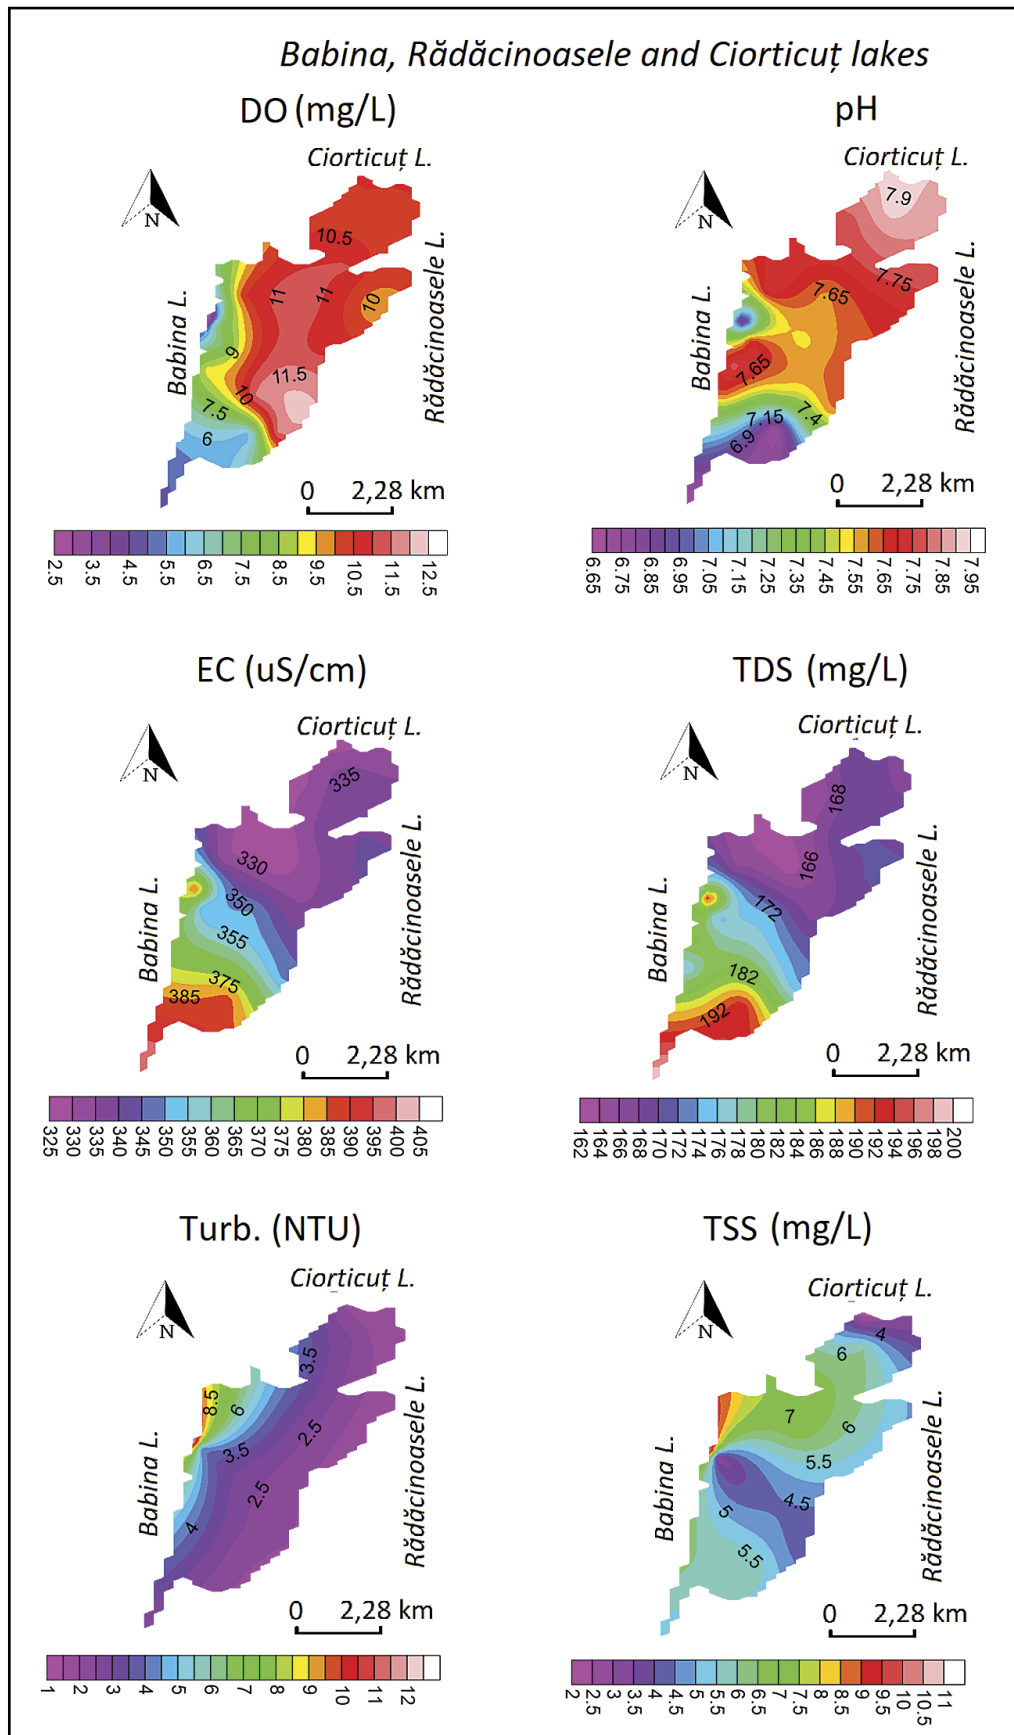 Babina, Rădăcinoasele and Ciorticuț lakes
DO (mg/L)
Ciorticuț L.
N
Babina L.
Rădăcinoasele L.
10.5
11
11
10
9
11.5
10
7.5
6
0 2,28 km
2.5 3.5 4.5 5.5 6.5 7.5 8.5 9.5 10.5 11.5 12.5
pH
Ciorticuț L.
N
Babina L.
Rădăcinoasele L.
7.9
7.75
7.65
7.65
7.4
7.15
6.9
0 2,28 km
6.65 6.75 6.85 6.95 7.05 7.15 7.25 7.35 7.45 7.55 7.65 7.75 7.85 7.95
EC (uS/cm)
Ciorticuț L.
N
Babina L.
Rădăcinoasele L.
335
330
350
355
375
385
0 2,28 km
325 330 335 340 345 350 355 360 365 370 375 380 385 390 395 400 405
TDS (mg/L)
Ciorticuț L.
N
Babina L.
Rădăcinoasele L.
168
166
172
182
192
0 2,28 km
162 164 166 168 170 172 174 176 178 180 182 184 186 188 190 192 194 196 198 200
Turb. (NTU)
Ciorticuț L.
N
Babina L.
Rădăcinoasele L.
3.5
8.5
6
3.5
2.5
2.5
4
0 2,28 km
1 2 3 4 5 6 7 8 9 10 11 12
TSS (mg/L)
Ciorticuț L.
N
Babina L.
Rădăcinoasele L.
4
6
7
6
5.5
4.5
5
5.5
0 2,28 km
2 2.5 3 3.5 4 4.5 5 5.5 6 6.5 7 7.5 8 8.5 9 9.5 10 10.5 11